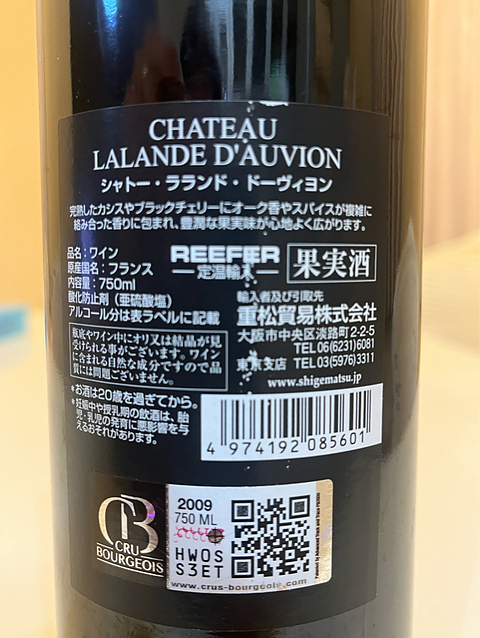 CHATEAU
LALANDE D'AUVION
シャトー・ラランド・ドーヴィヨン
完熟したカシスやブラックチェリーにオーク香やスパイスが複雑に
絡み合った香りに包まれ、豊潤な果実味が心地よく広がります。
品名：ワイン
原産国名：フランス
内容量：750ml
酸化防止剤（亜硫酸塩）
アルコール分は表ラベルに記載
REEFER
定温輸入
果実酒
輸入者及び引取先
重松貿易株式会社
大阪市中央区淡路町2-2-5
TEL06(6231)6081
東京支店 TEL03(5976)3311
www.shigematsu.jp
瓶底やワイン中にオリ又は結晶が見
受けられる事がございます。ワイン
に含まれる自然な成分ですので品
質には問題ございません。
*お酒は20歳を過ぎてから。
*妊娠中や授乳期の飲酒は、胎
児・乳児の発育に悪影響を与
えるおそれがあります。
4 974192 085601
CRU
BOURGEOIS
2009
750 ML
HWOS
S3ET
www.crus-bourgeois.com